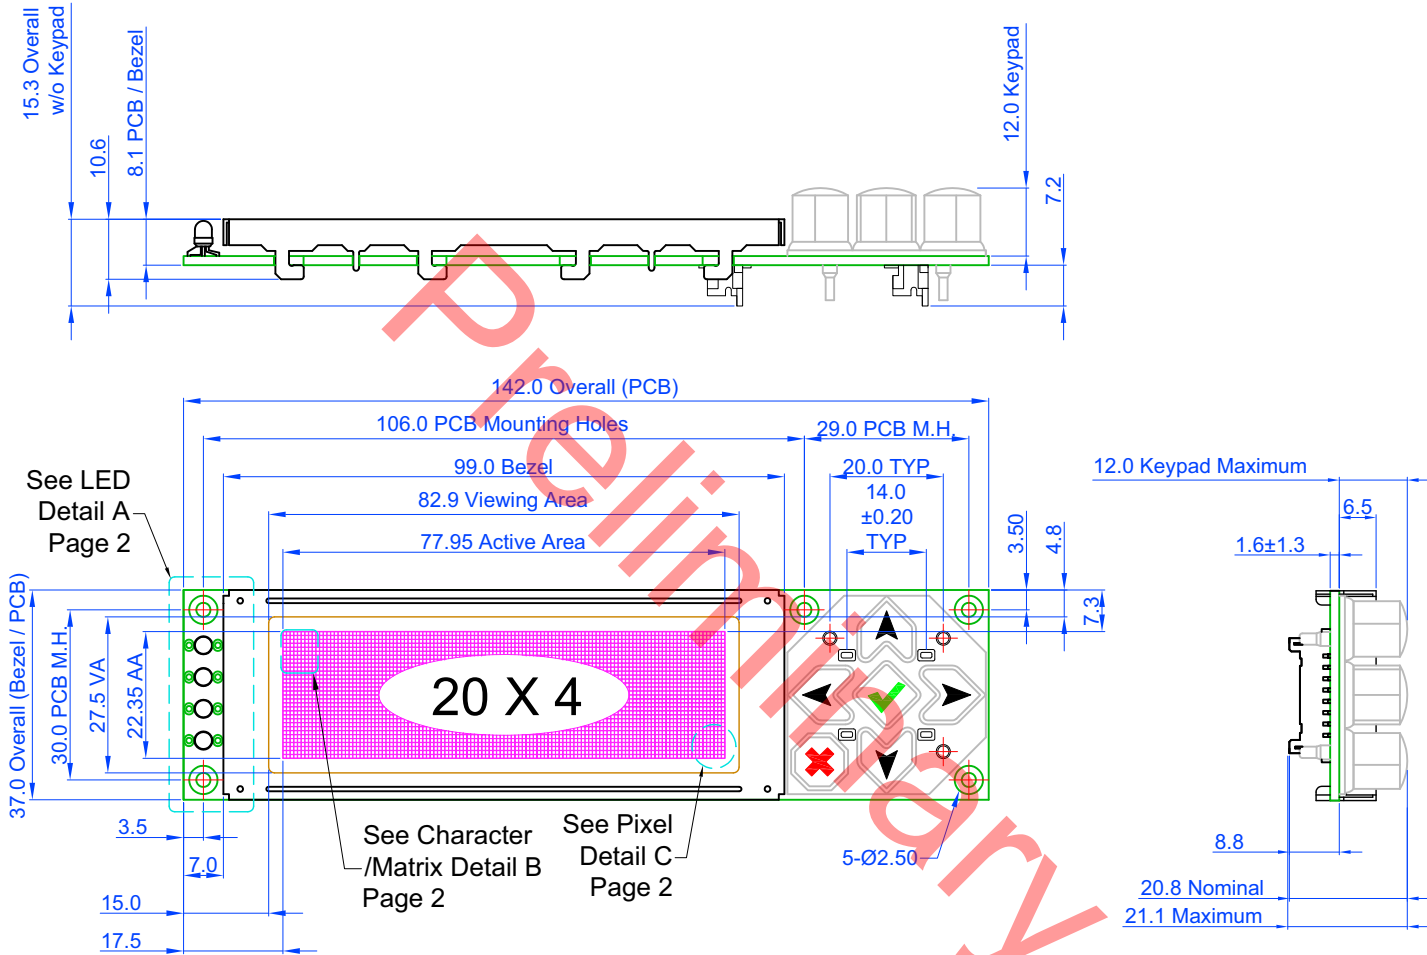 15.3 Overall
w/o Keypad
10.6
8.1 PCB / Bezel
12.0 Keypad
7.2
142.0 Overall (PCB)
106.0 PCB Mounting Holes
29.0 PCB M.H.
99.0 Bezel
20.0 TYP
82.9 Viewing Area
14.0
±0.20
TYP
77.95 Active Area
3.50
4.8
7.3
See LED
Detail A
Page 2
37.0 Overall (Bezel / PCB)
30.0 PCB M.H.
27.5 VA
22.35 AA
20 X 4
12.0 Keypad Maximum
6.5
1.6±1.3
3.5
7.0
15.0
17.5
See Character
/Matrix Detail B
Page 2
See Pixel
Detail C
Page 2
5-Ø2.50
8.8
20.8 Nominal
21.1 Maximum
Preliminary